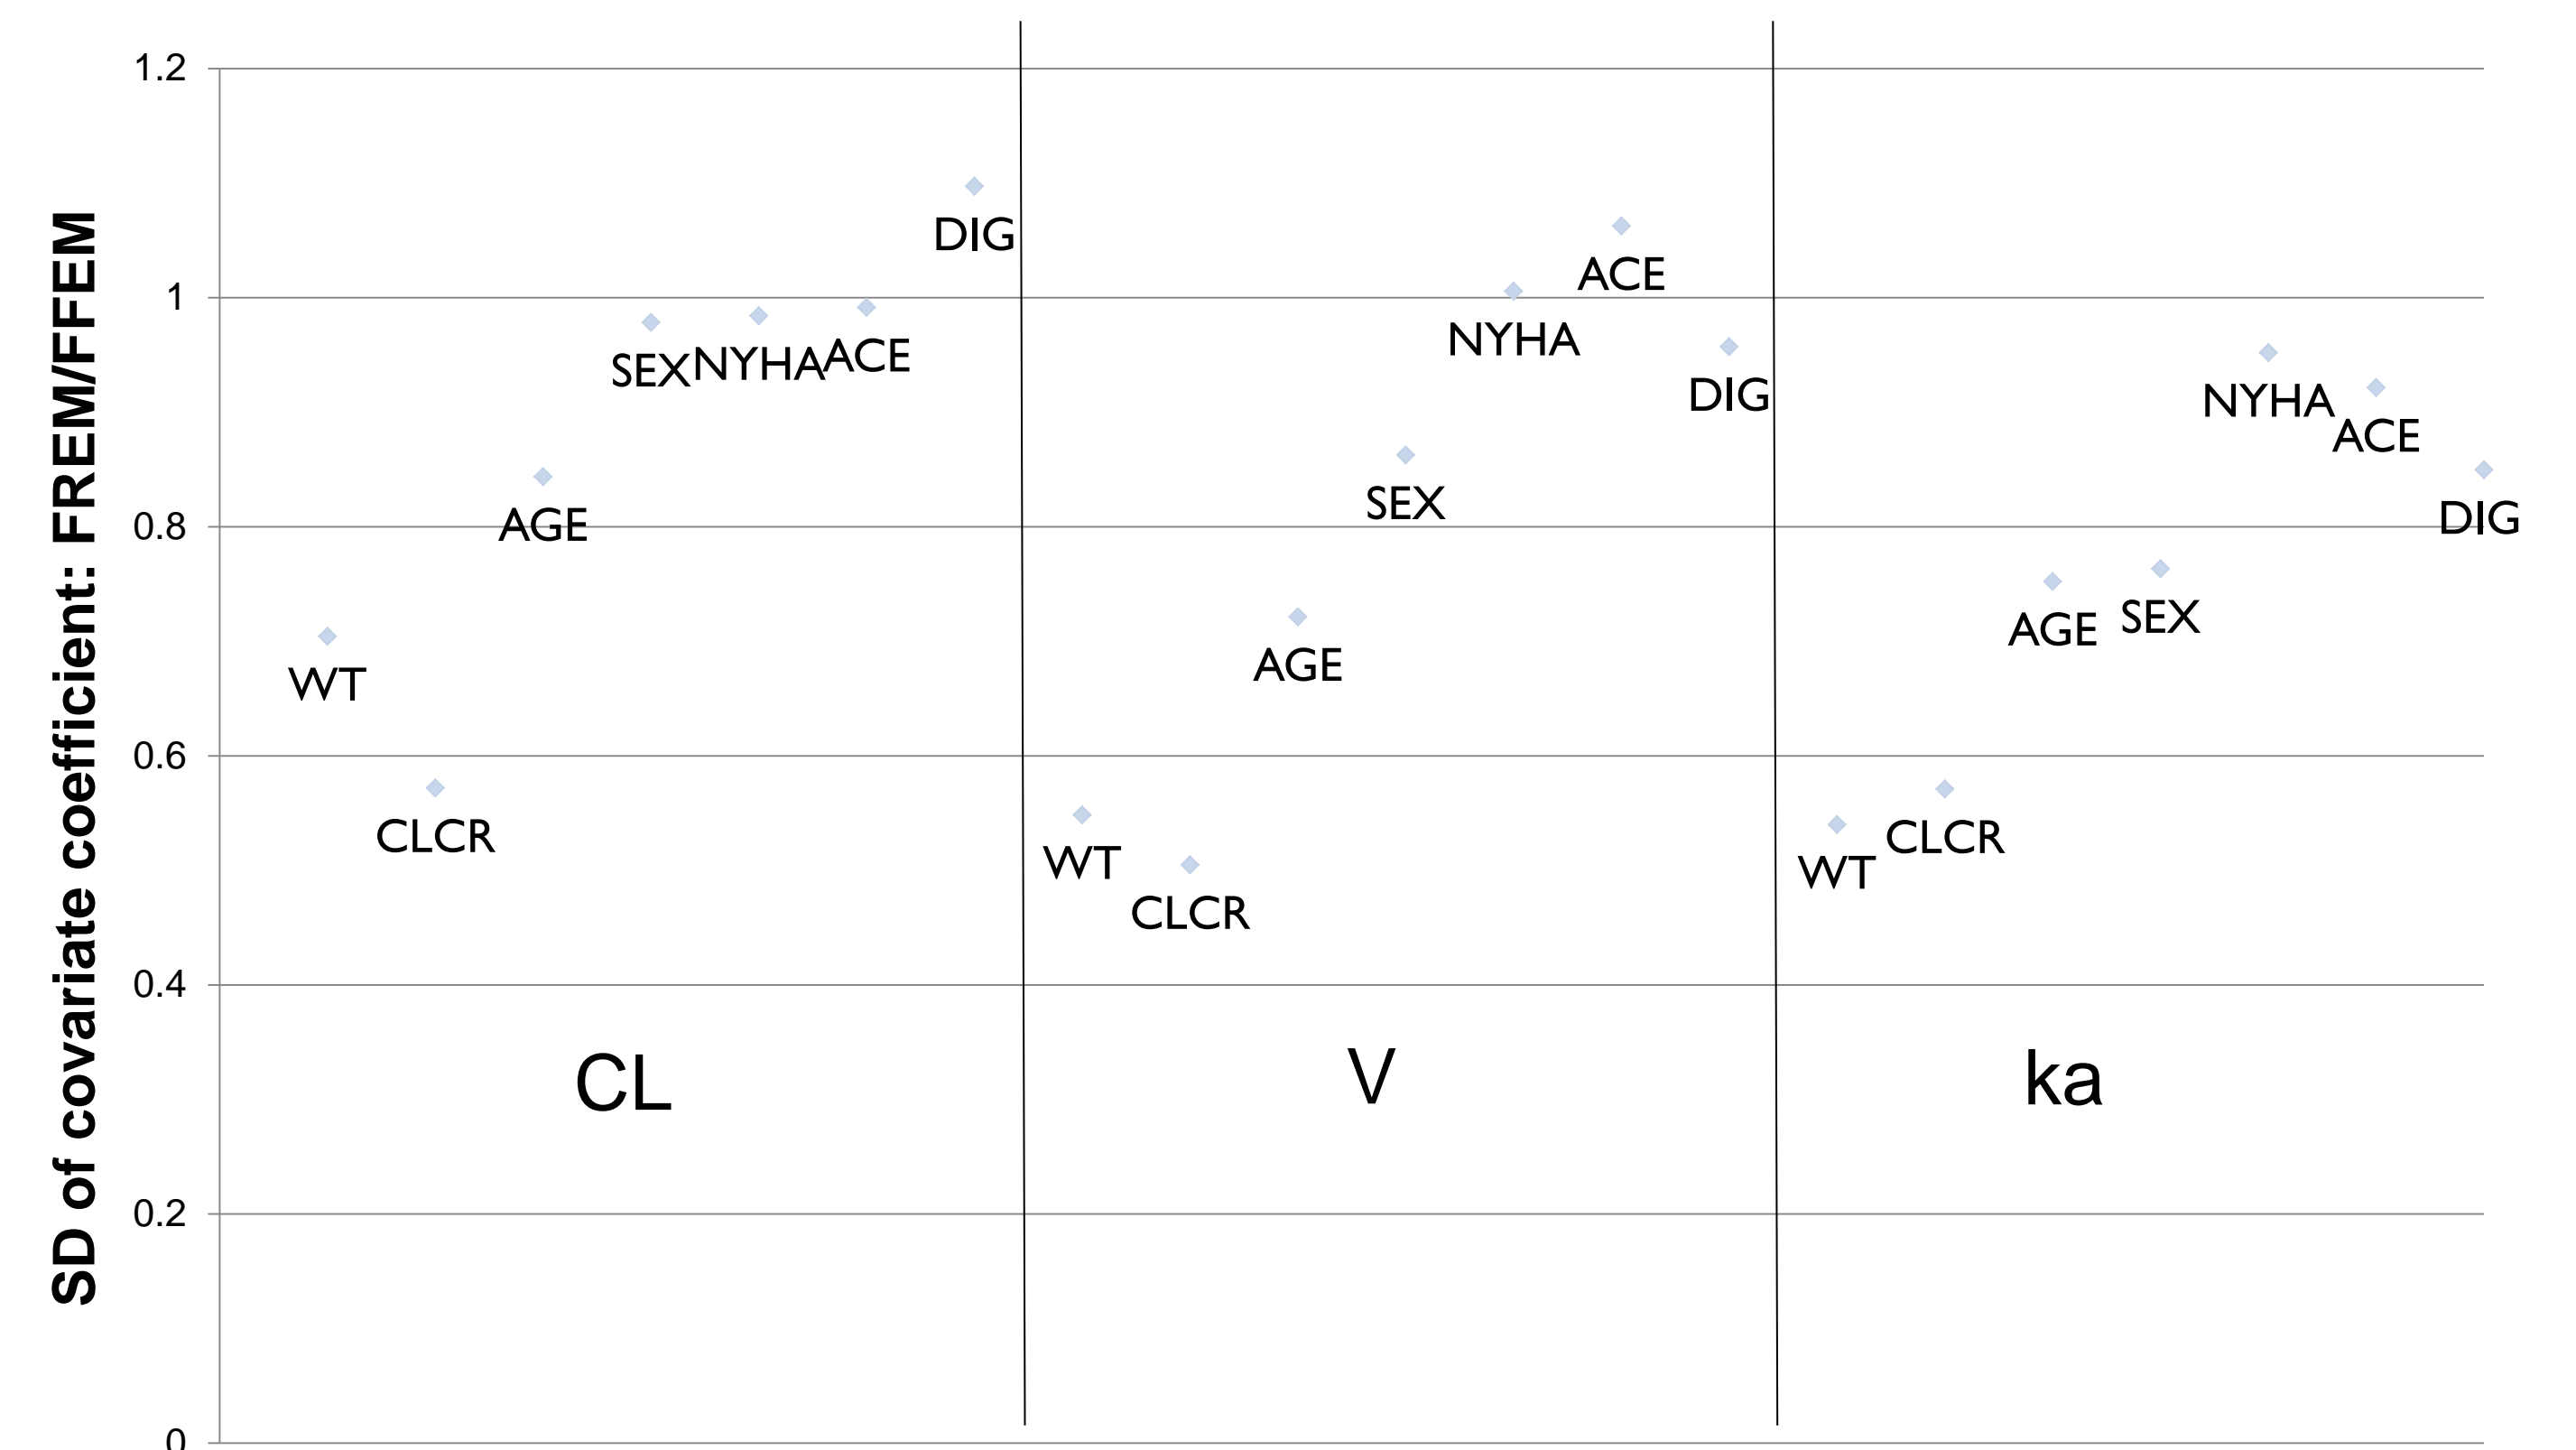 SD of covariate coefficient: FREM/FFEM
1.2
1
0.8
0.6
0.4
0.2
0
WT
CLCR
AGE
SEX
NYHA
ACE
DIG
CL
WT
CLCR
AGE
SEX
NYHA
ACE
DIG
V
WT
CLCR
AGE
SEX
NYHA
ACE
DIG
ka